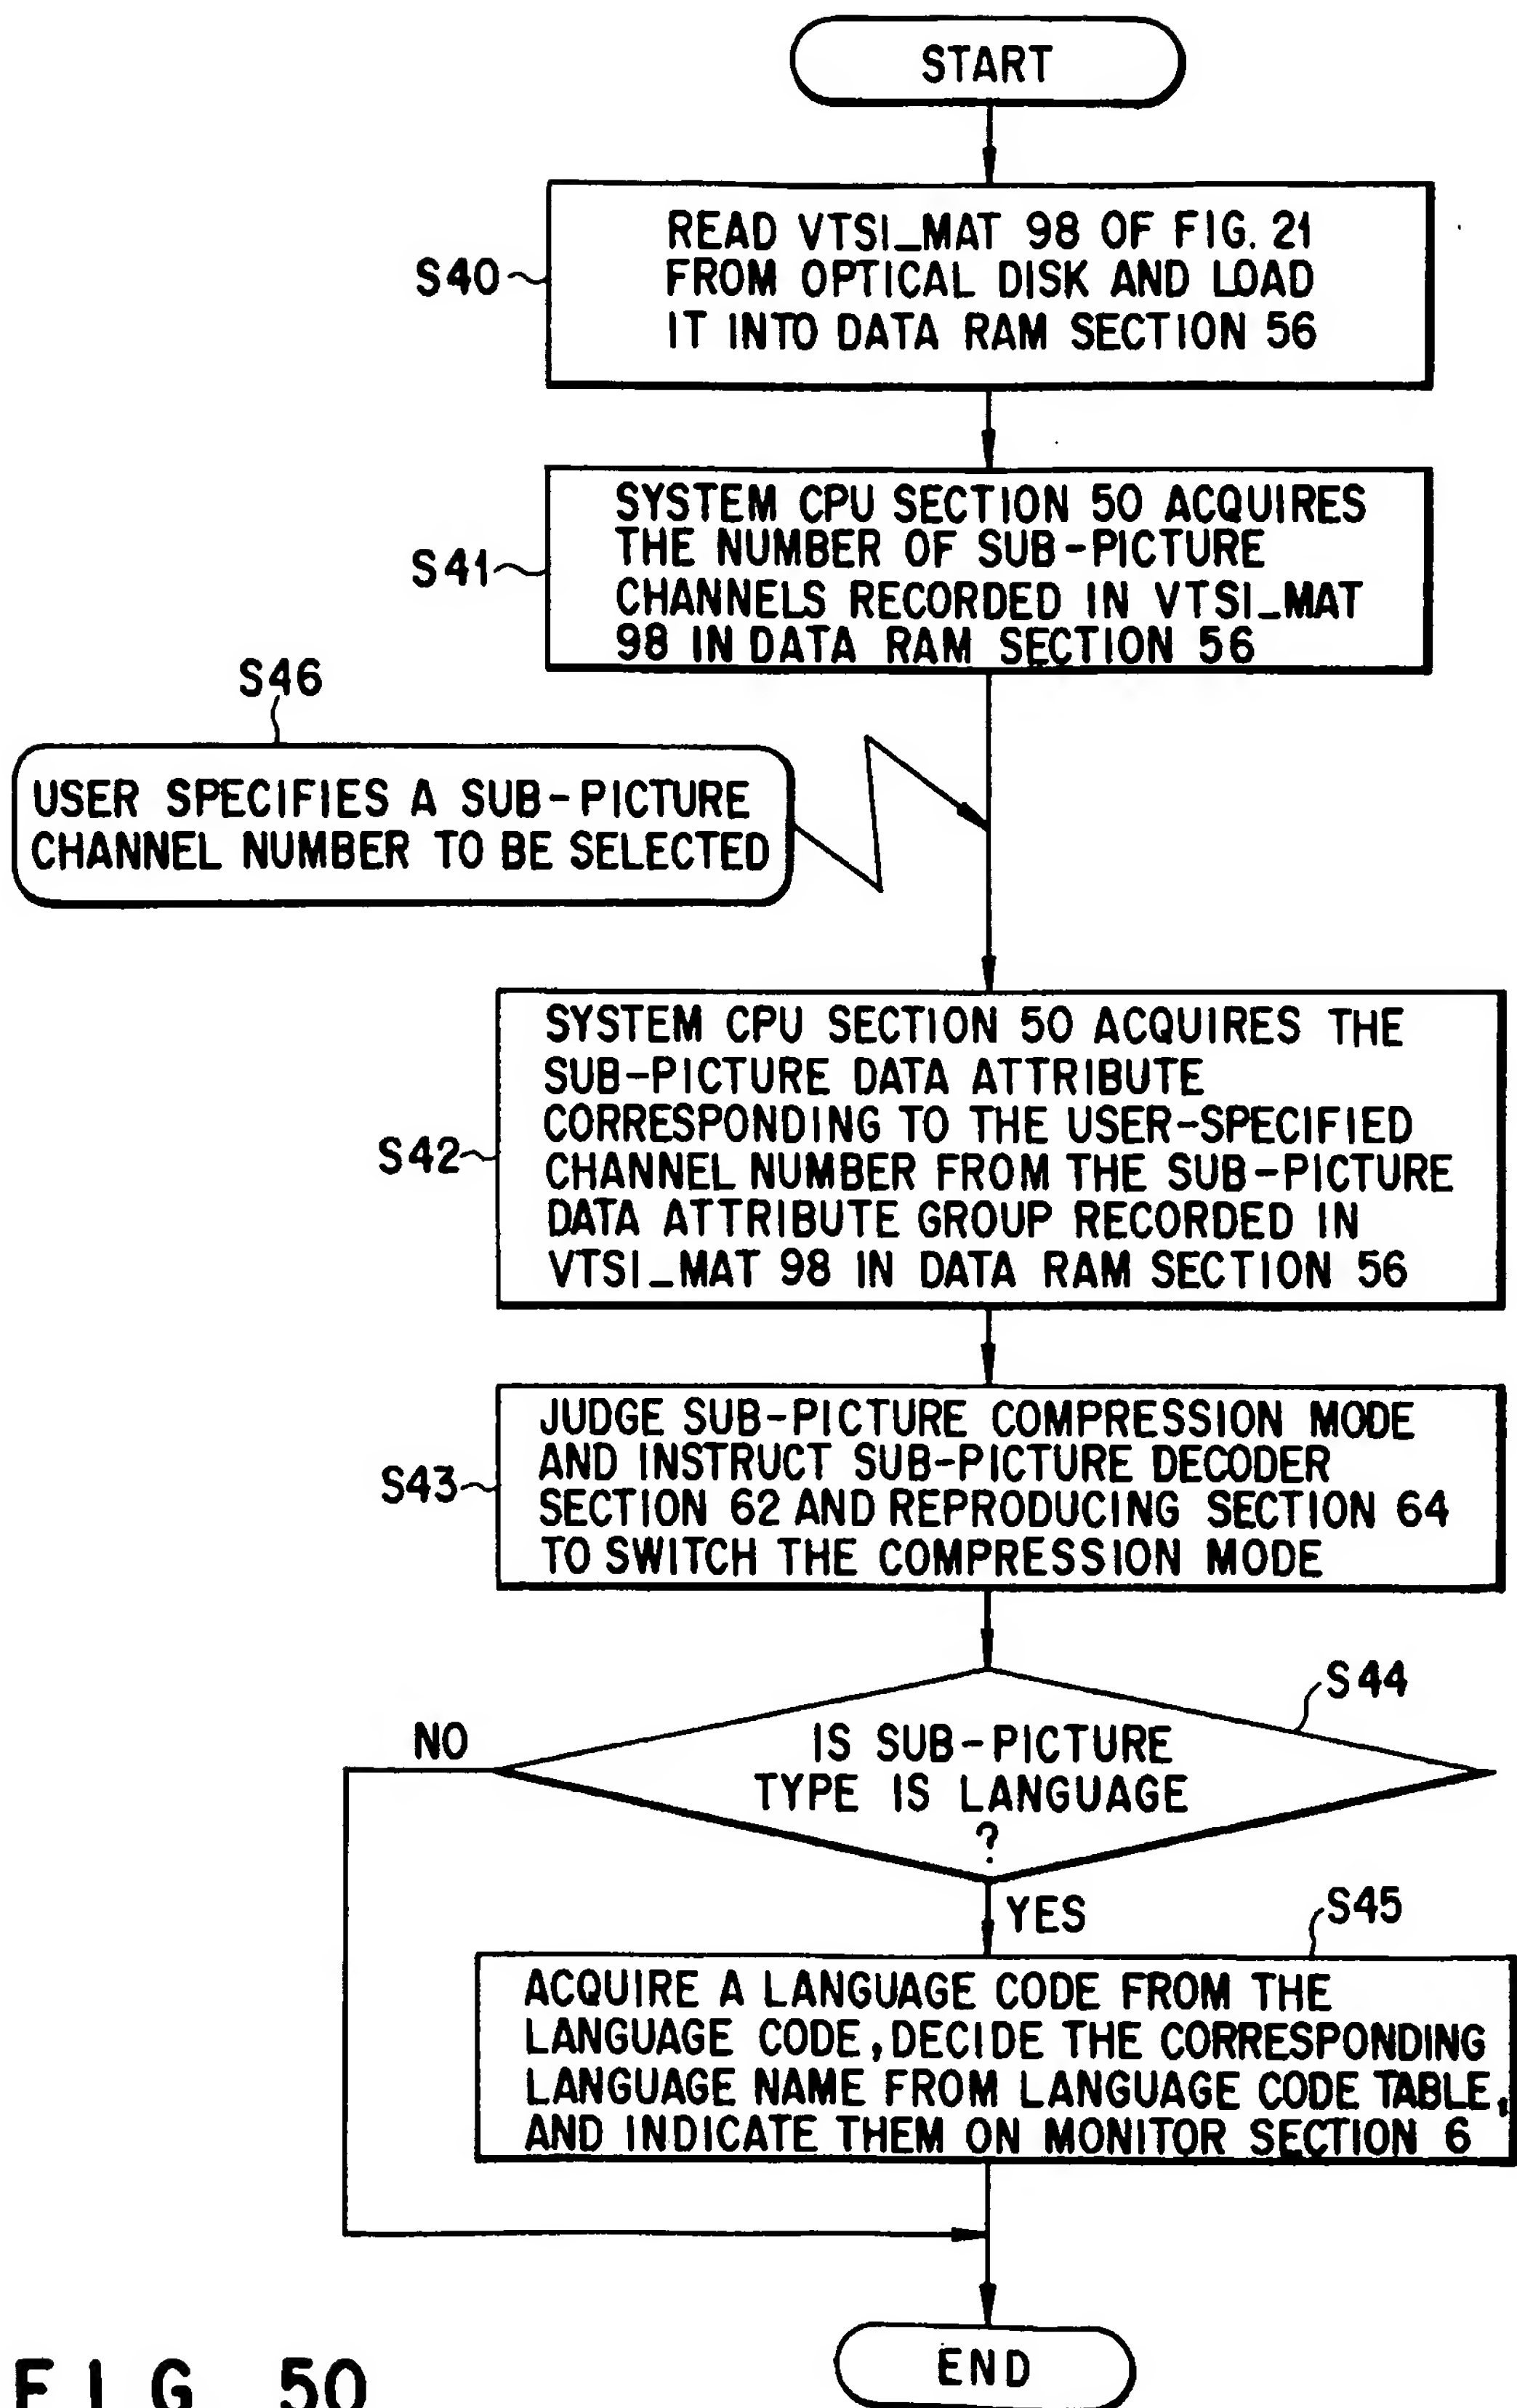 START
S40
READ VTSI_MAT 98 OF FIG. 21
FROM OPTICAL DISK AND LOAD
IT INTO DATA RAM SECTION 56
S41
SYSTEM CPU SECTION 50 ACQUIRES
THE NUMBER OF SUB-PICTURE
CHANNELS RECORDED IN VTSI_MAT
98 IN DATA RAM SECTION 56
S46
USER SPECIFIES A SUB-PICTURE
CHANNEL NUMBER TO BE SELECTED
S42
SYSTEM CPU SECTION 50 ACQUIRES THE
SUB-PICTURE DATA ATTRIBUTE
CORRESPONDING TO THE USER-SPECIFIED
CHANNEL NUMBER FROM THE SUB-PICTURE
DATA ATTRIBUTE GROUP RECORDED IN
VTSI_MAT 98 IN DATA RAM SECTION 56
S43
JUDGE SUB-PICTURE COMPRESSION MODE
AND INSTRUCT SUB-PICTURE DECODER
SECTION 62 AND REPRODUCING SECTION 64
TO SWITCH THE COMPRESSION MODE
S44
NO
IS SUB-PICTURE
TYPE IS LANGUAGE
?
YES
S45
ACQUIRE A LANGUAGE CODE FROM THE
LANGUAGE CODE, DECIDE THE CORRESPONDING
LANGUAGE NAME FROM LANGUAGE CODE TABLE,
AND INDICATE THEM ON MONITOR SECTION 6
END
FIG. 50